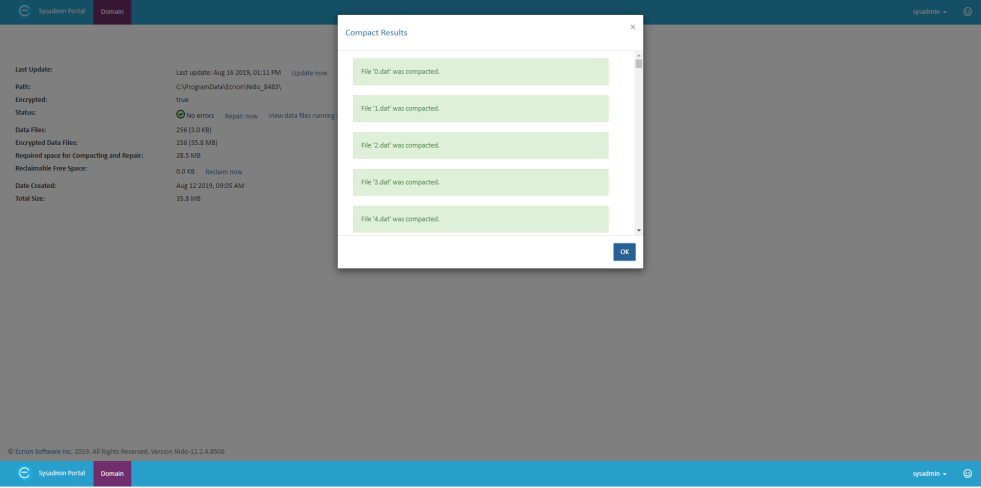 Sysadmin Portal Domain sysadmin
Compact Results ×
File '0.dat' was compacted.
File '1.dat' was compacted.
File '2.dat' was compacted.
File '3.dat' was compacted.
File '4.dat' was compacted.
OK
Last Update: Last update: Aug 16 2019, 01:11 PM Update now
Path: C:\ProgramData\Ecrion\Nido_8483\
Encrypted: true
Status: No errors Repair now View data files running
Data Files: 256 (3.0 KB)
Encrypted Data Files: 256 (35.8 MB)
Required space for Compacting and Repair: 28.5 MB
Reclaimable Free Space: 0.0 KB Reclaim now
Date Created: Aug 12 2019, 09:05 AM
Total Size: 35.8 MB
© Ecrion Software Inc. 2019. All Rights Reserved. Version Nido-12.2.4.8506
Sysadmin Portal Domain sysadmin